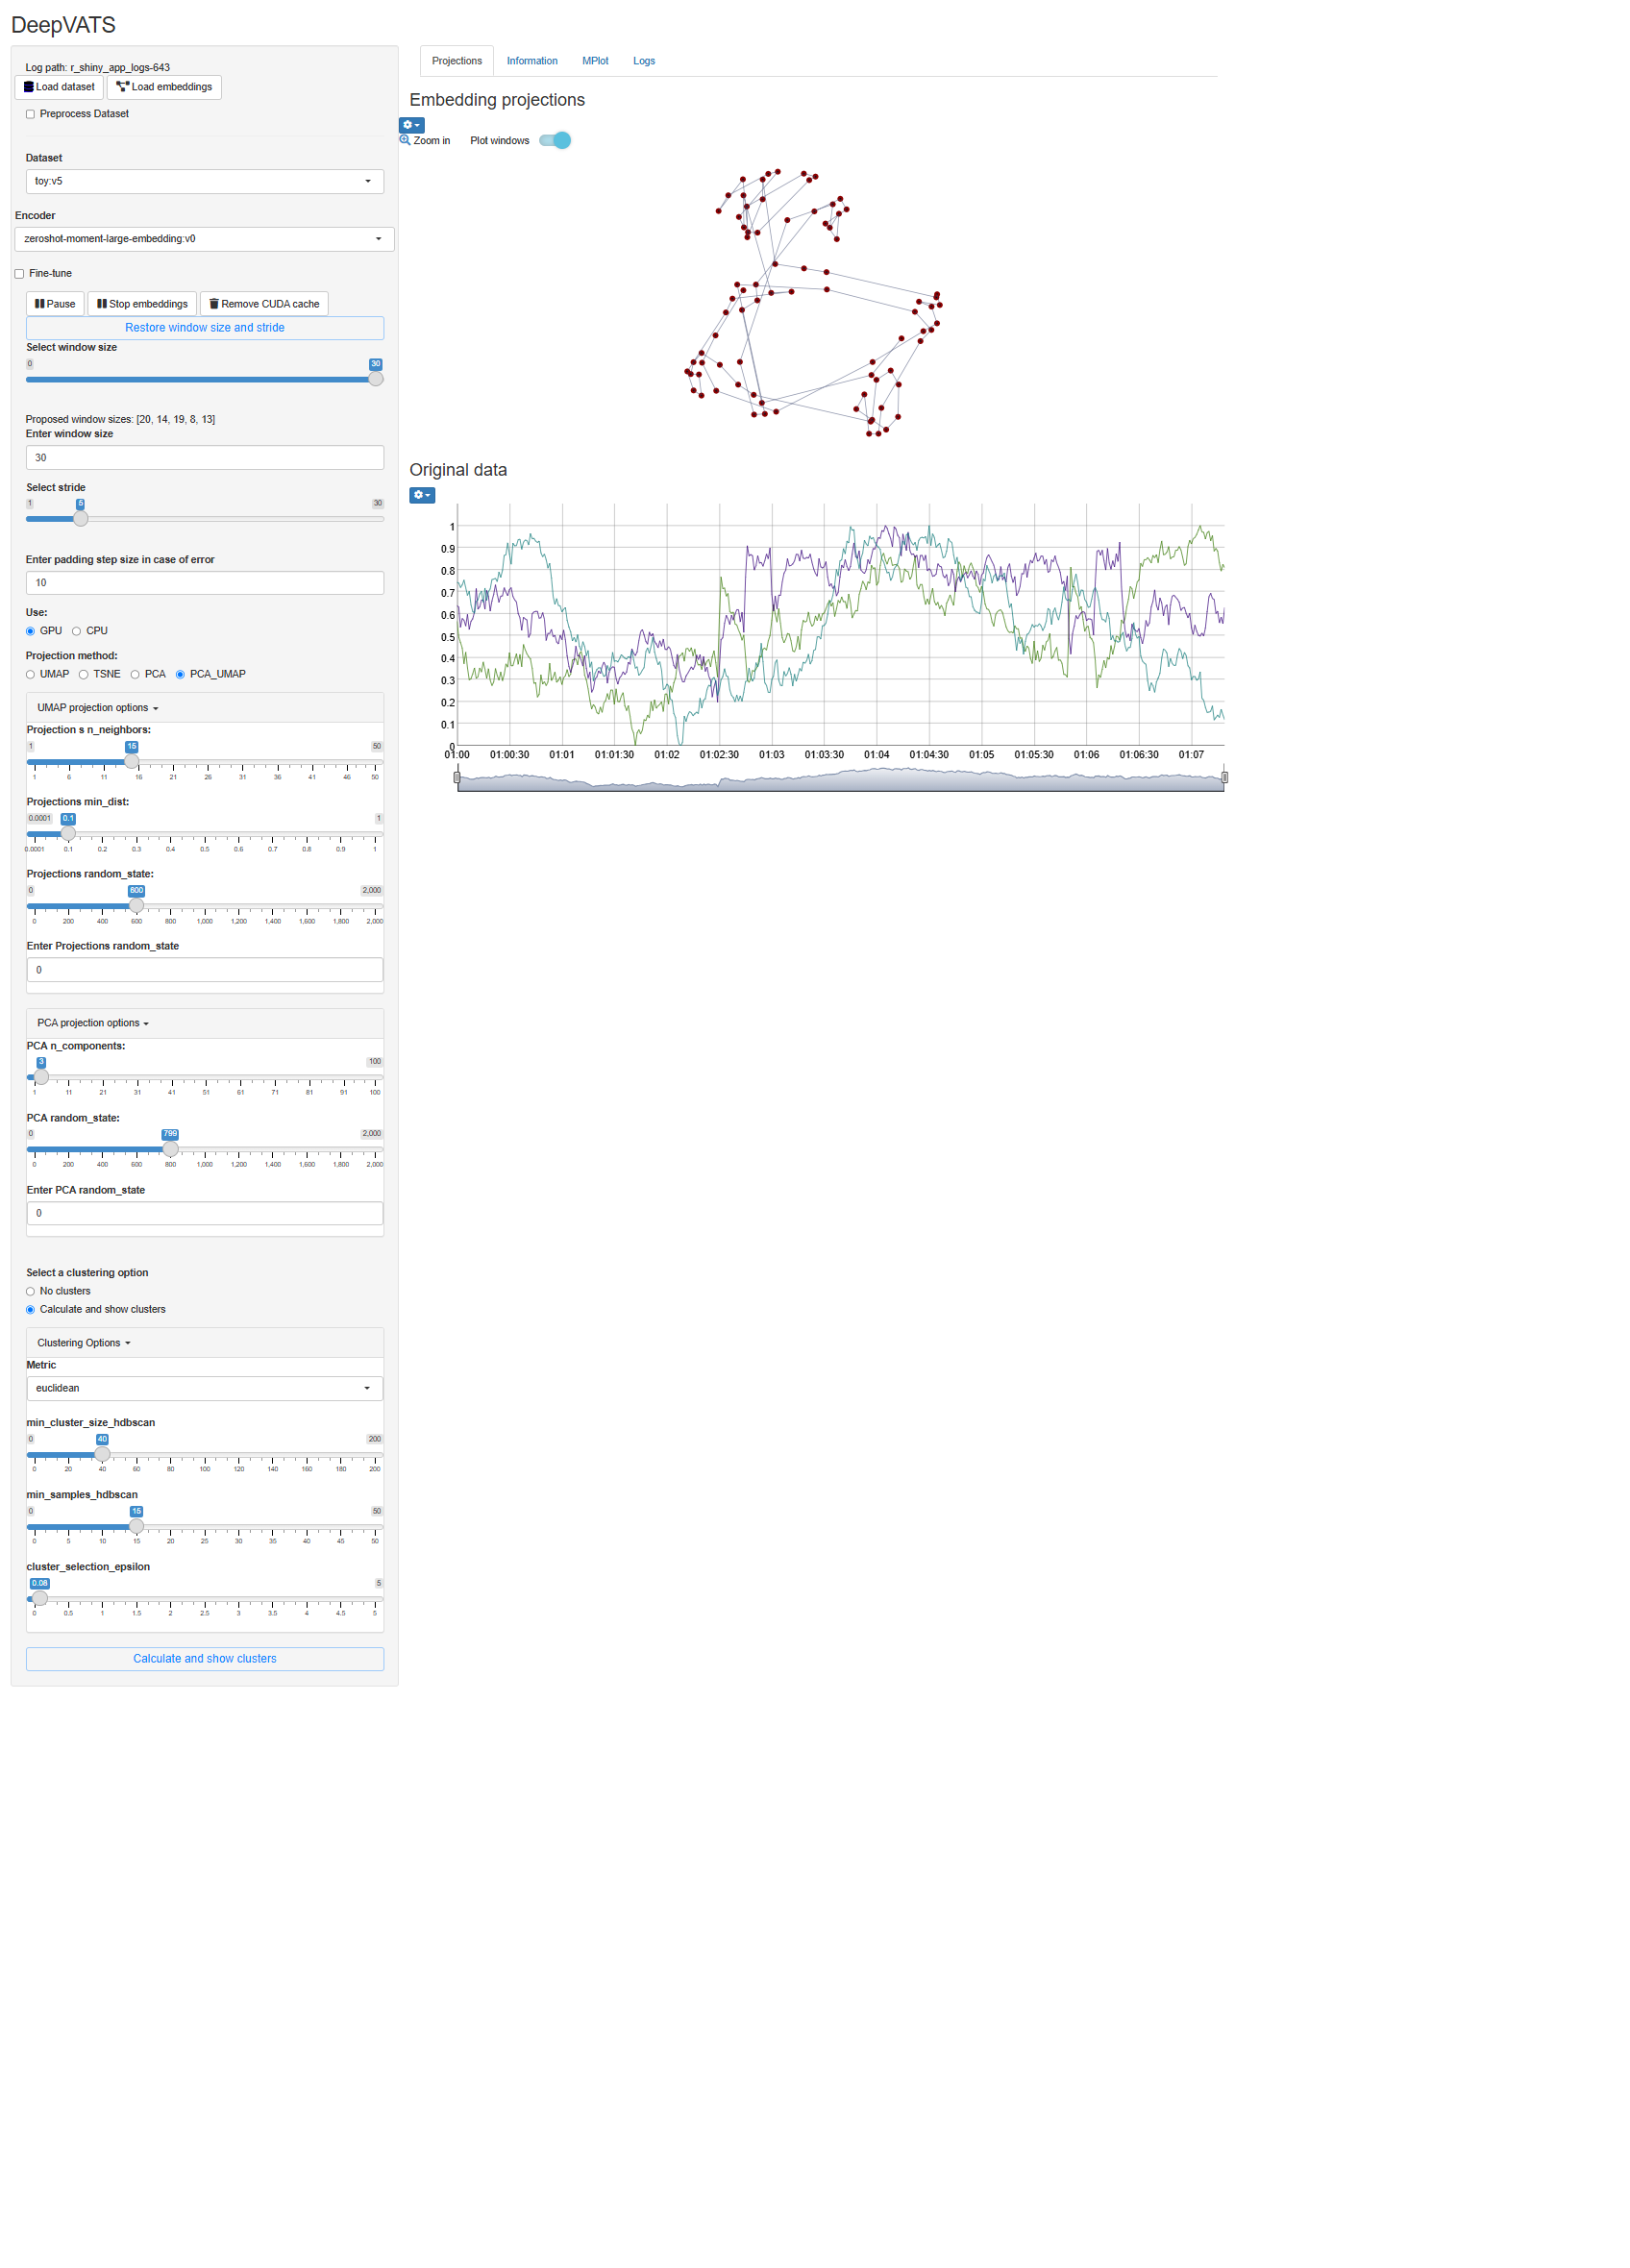 DeepVATS
Log path: r_shiny_app_logs-643
Load dataset Load embeddings
Preprocess Dataset
Dataset
toy:v5
Encoder
zeroshot-moment-large-embedding:v0
Fine-tune
Pause Stop embeddings Remove CUDA cache
Restore window size and stride
Select window size
0 30
Proposed window sizes: [20, 14, 19, 8, 13]
Enter window size
30
Select stride
1 30
Enter padding step size in case of error
10
Use:
GPU CPU
Projection method:
UMAP TSNE PCA PCA_UMAP
UMAP projection options
Projection s n_neighbors:
1 15 50
1 6 11 16 21 26 31 36 41 46 50
Projections min_dist:
0.0001 0.1 1
0.0001 0.1 0.2 0.3 0.4 0.5 0.6 0.7 0.8 0.9 1
Projections random_state:
0 600 2,000
0 200 400 600 800 1,000 1,200 1,400 1,600 1,800 2,000
Enter Projections random_state
0
PCA projection options
PCA n_components:
3 100
1 11 21 31 41 51 61 71 81 91 100
PCA random_state:
0 799 2,000
0 200 400 600 800 1,000 1,200 1,400 1,600 1,800 2,000
Enter PCA random_state
0
Select a clustering option
No clusters
Calculate and show clusters
Clustering Options
Metric
euclidean
min_cluster_size_hdbscan
0 40 200
0 20 40 60 80 100 120 140 160 180 200
min_samples_hdbscan
0 15 50
0 5 10 15 20 25 30 35 40 45 50
cluster_selection_epsilon
0.08 5
0 0.5 1 1.5 2 2.5 3 3.5 4 4.5 5
Calculate and show clusters
Projections Information MPlot Logs
Embedding projections
Zoom in Plot windows
Original data
1
0.9
0.8
0.7
0.6
0.5
0.4
0.3
0.2
0.1
0
01:00 01:00:30 01:01 01:01:30 01:02 01:02:30 01:03 01:03:30 01:04 01:04:30 01:05 01:05:30 01:06 01:06:30 01:07